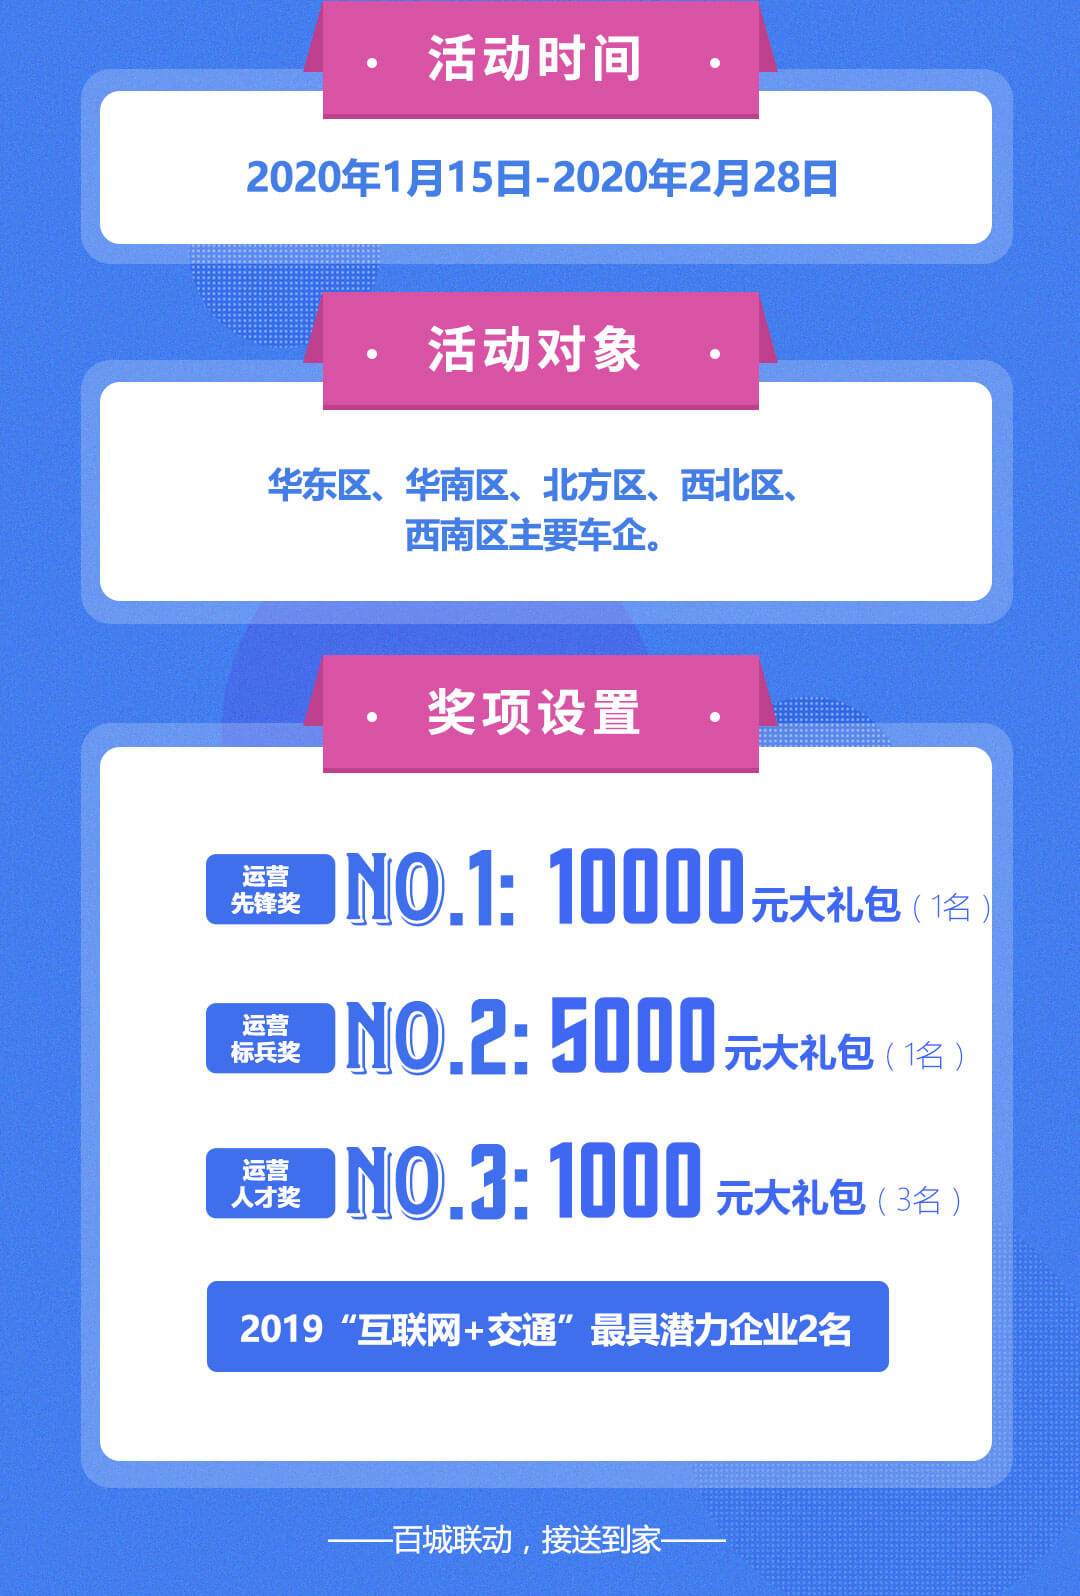 活动时间
2020年1月15日-2020年2月28日
活动对象
华东区、华南区、北方区、西北区、
西南区主要车企。
奖项设置
运营
先锋奖
NO.1: 10000元大礼包（1名）
运营
标兵奖
NO.2: 5000元大礼包（1名）
运营
人才奖
NO.3: 1000元大礼包（3名）
2019“互联网+交通”最具潜力企业2名
——百城联动，接送到家——